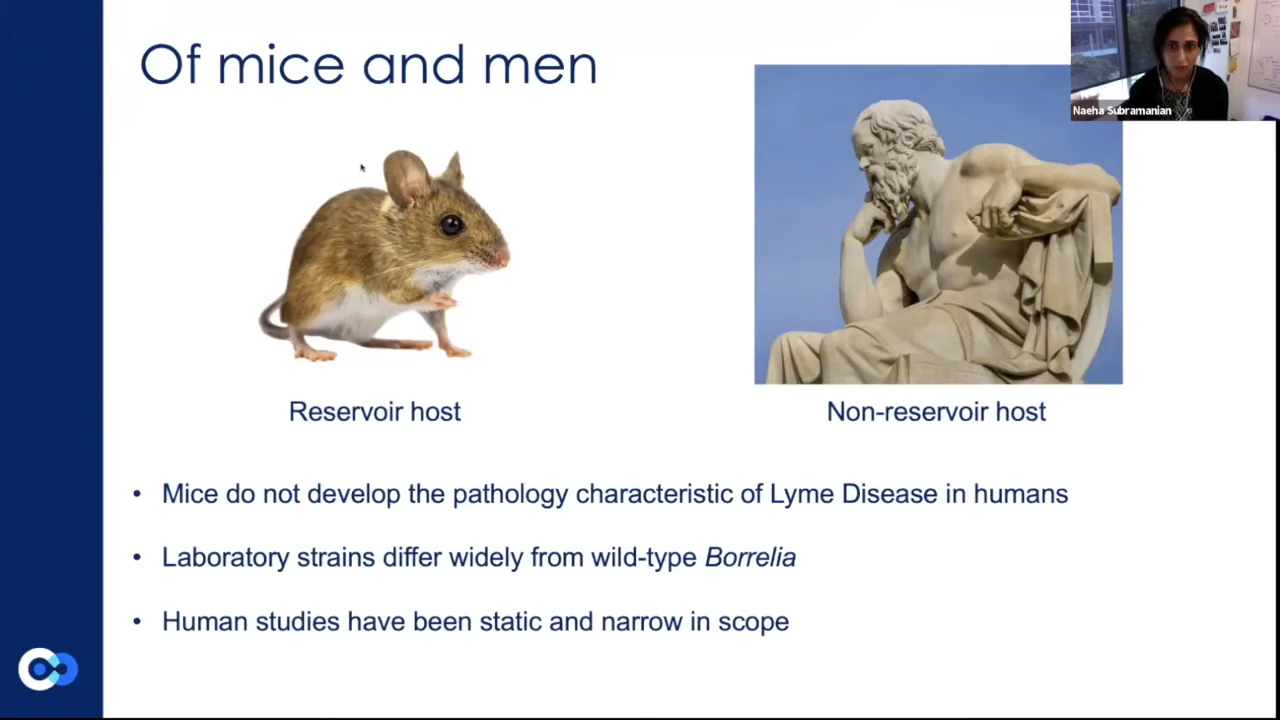 Of mice and men
Naeha Subramanian
Reservoir host
Non-reservoir host
• Mice do not develop the pathology characteristic of Lyme Disease in humans
• Laboratory strains differ widely from wild-type Borrelia
• Human studies have been static and narrow in scope